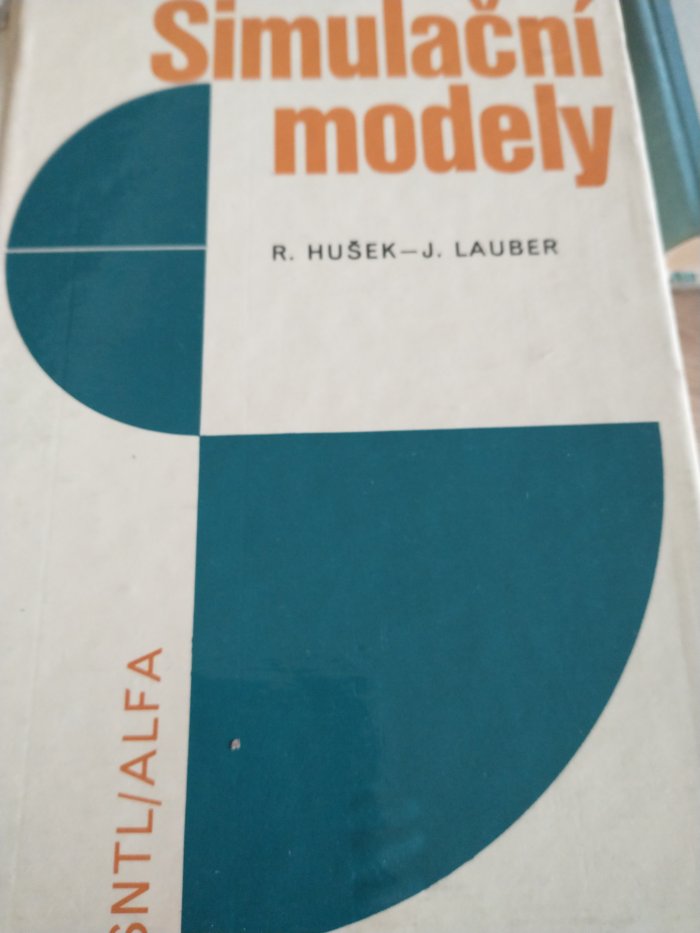 Simulační
modely
R. HUŠEK—J. LAUBER
SNTL/ALFA